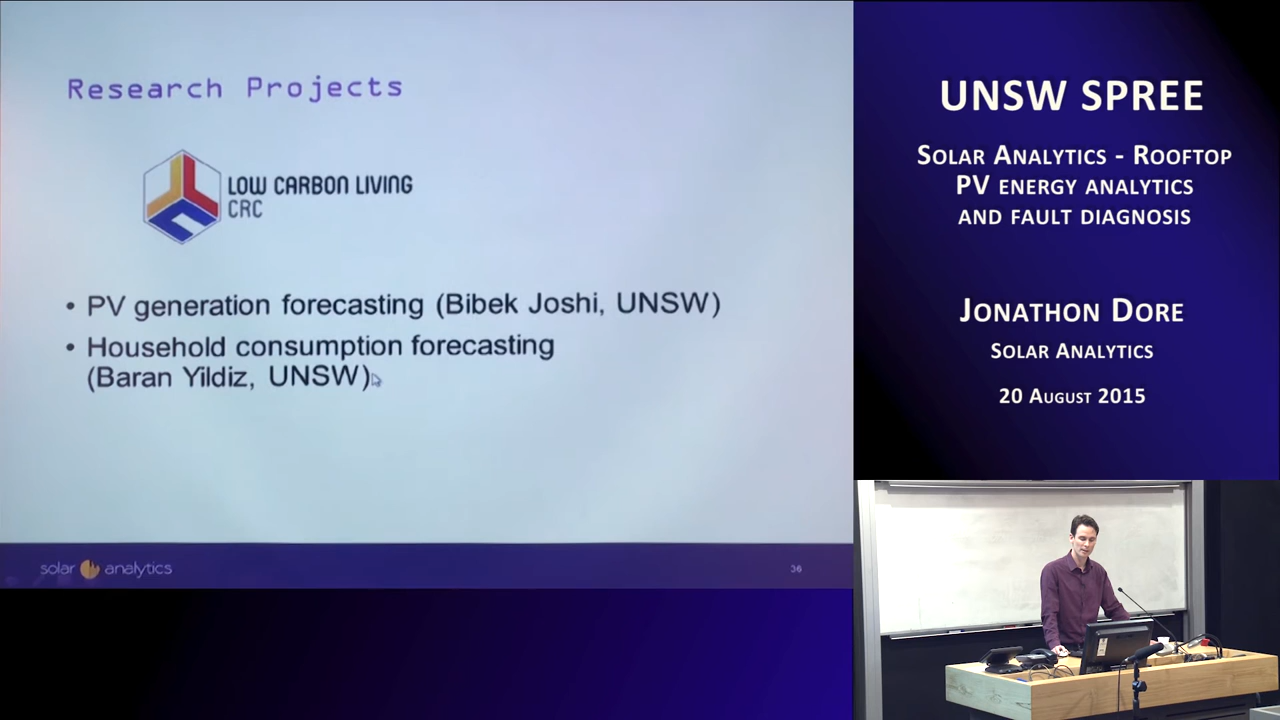 Research Projects
LOW CARBON LIVING
CRC
• PV generation forecasting (Bibek Joshi, UNSW)
• Household consumption forecasting
(Baran Yildiz, UNSW)
solar analytics
36
UNSW SPREE
SOLAR ANALYTICS - ROOFTOP
PV ENERGY ANALYTICS
AND FAULT DIAGNOSIS
JONATHON DORE
SOLAR ANALYTICS
20 AUGUST 2015